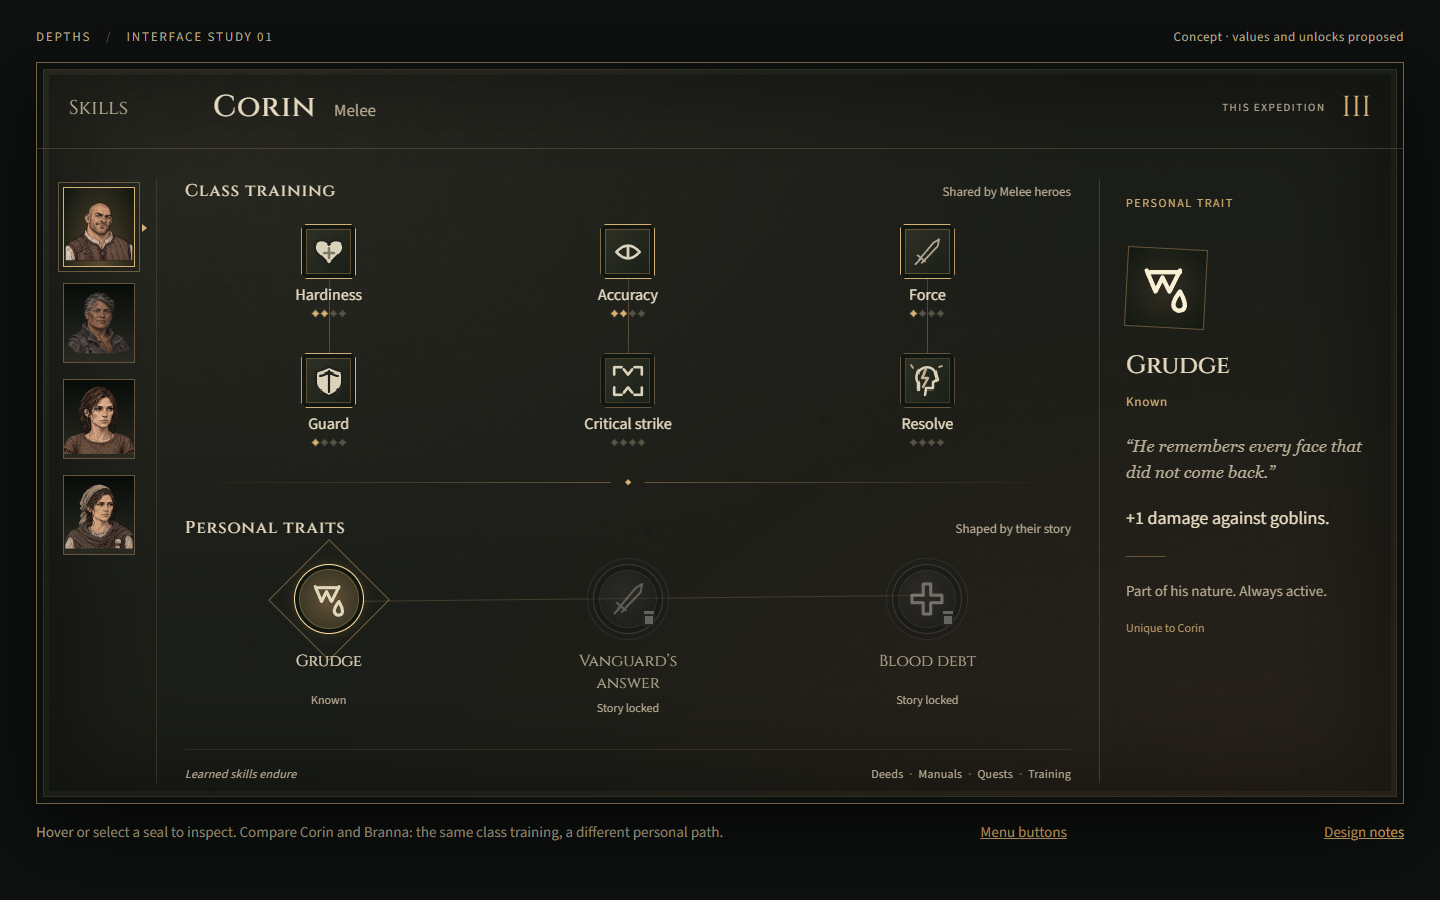 DEPTHS / INTERFACE STUDY 01
Concept · values and unlocks proposed
SKILLS
CORIN Melee
THIS EXPEDITION III
CLASS TRAINING
Shared by Melee heroes
Hardiness
Accuracy
Force
Guard
Critical strike
Resolve
PERSONAL TRAITS
Shaped by their story
GRUDGE
Known
VANGUARD’S
ANSWER
Story locked
BLOOD DEBT
Story locked
Learned skills endure
Deeds · Manuals · Quests · Training
PERSONAL TRAIT
GRUDGE
Known
“He remembers every face that
did not come back.”
+1 damage against goblins.
Part of his nature. Always active.
Unique to Corin
Hover or select a seal to inspect. Compare Corin and Branna: the same class training, a different personal path.
Menu buttons
Design notes